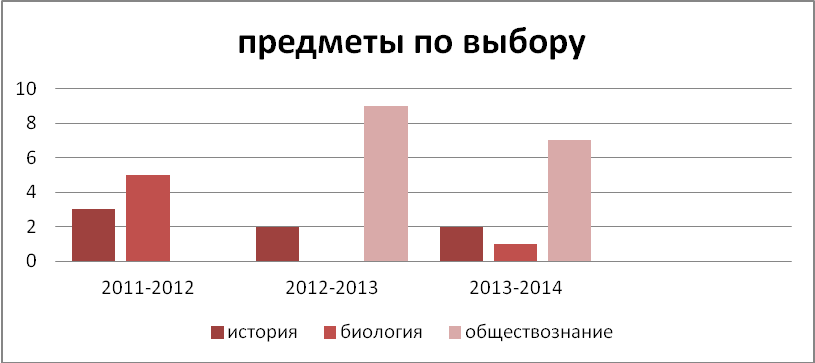 предметы по выбору
10
8
6
4
2
0
2011-2012 2012-2013 2013-2014
история биология обществознание